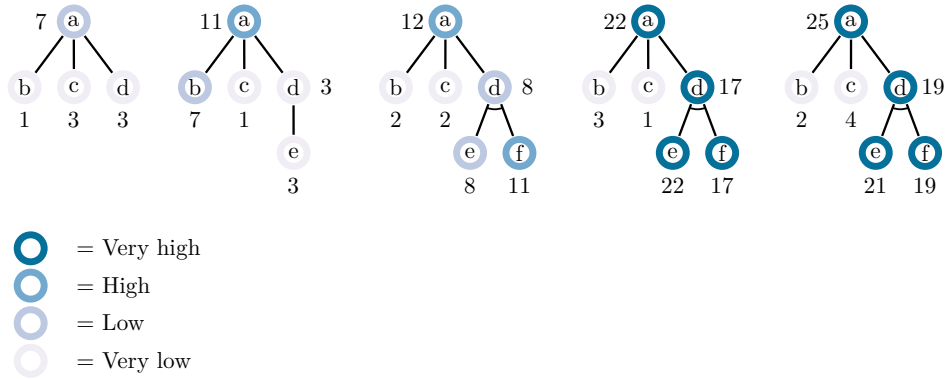 7 a 11 a 12 a 22 a 25 a
b c d b c d 3 b c d 8 b c d 17 b c d 19
1 3 3 7 1 2 2 3 1 2 4
e e f e f e f
3 8 11 22 17 21 19
= Very high
= High
= Low
= Very low